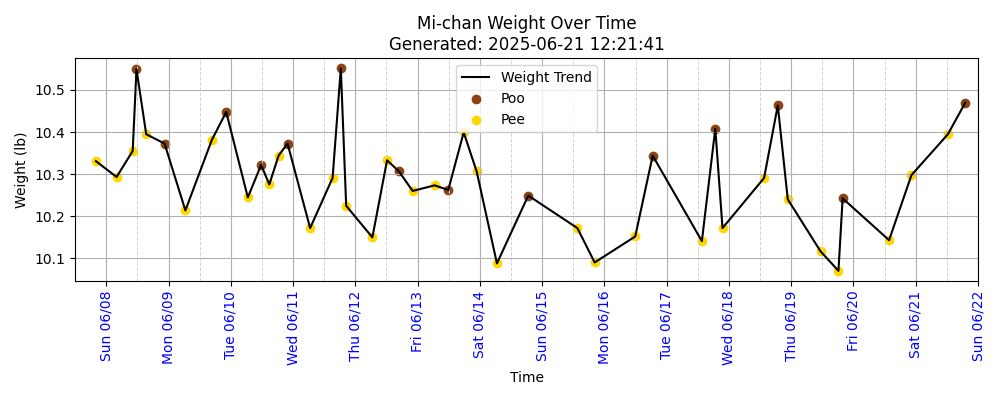 Mi-chan Weight Over Time
Generated: 2025-06-21 12:21:41
Weight Trend
Poo
Pee
Weight (lb)
10.5
10.4
10.3
10.2
10.1
Sun 06/08
Mon 06/09
Tue 06/10
Wed 06/11
Thu 06/12
Fri 06/13
Sat 06/14
Sun 06/15
Mon 06/16
Tue 06/17
Wed 06/18
Thu 06/19
Fri 06/20
Sat 06/21
Sun 06/22
Time